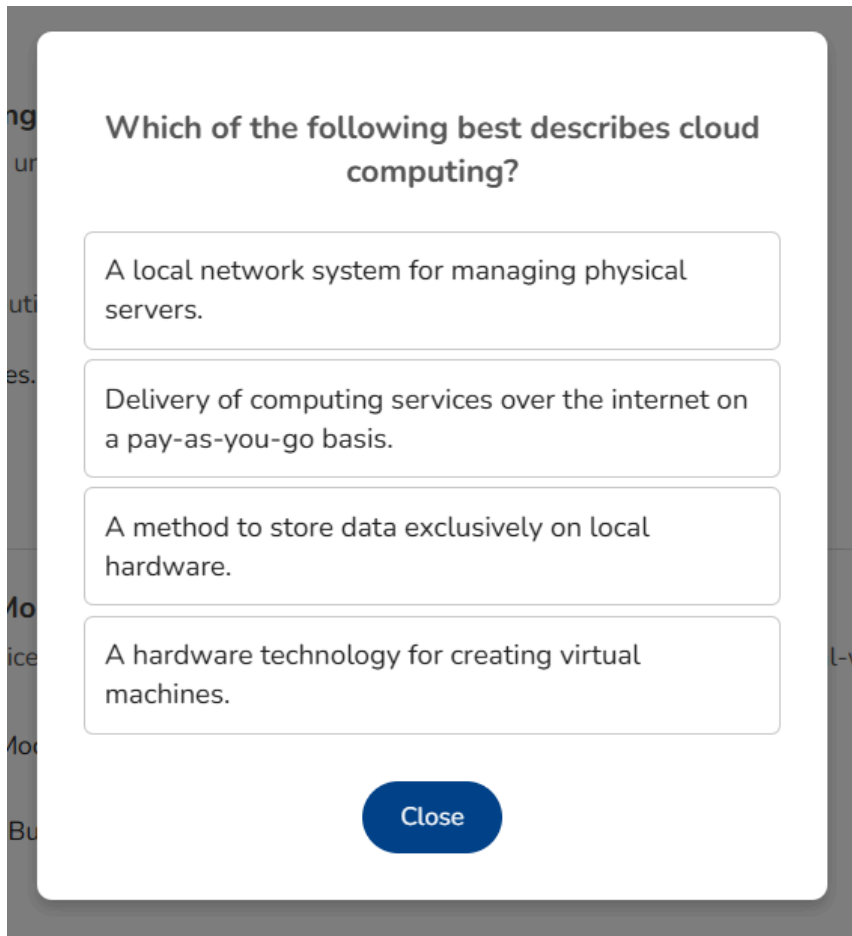 Which of the following best describes cloud
computing?
A local network system for managing physical
servers.
Delivery of computing services over the internet on
a pay-as-you-go basis.
A method to store data exclusively on local
hardware.
A hardware technology for creating virtual
machines.
Close